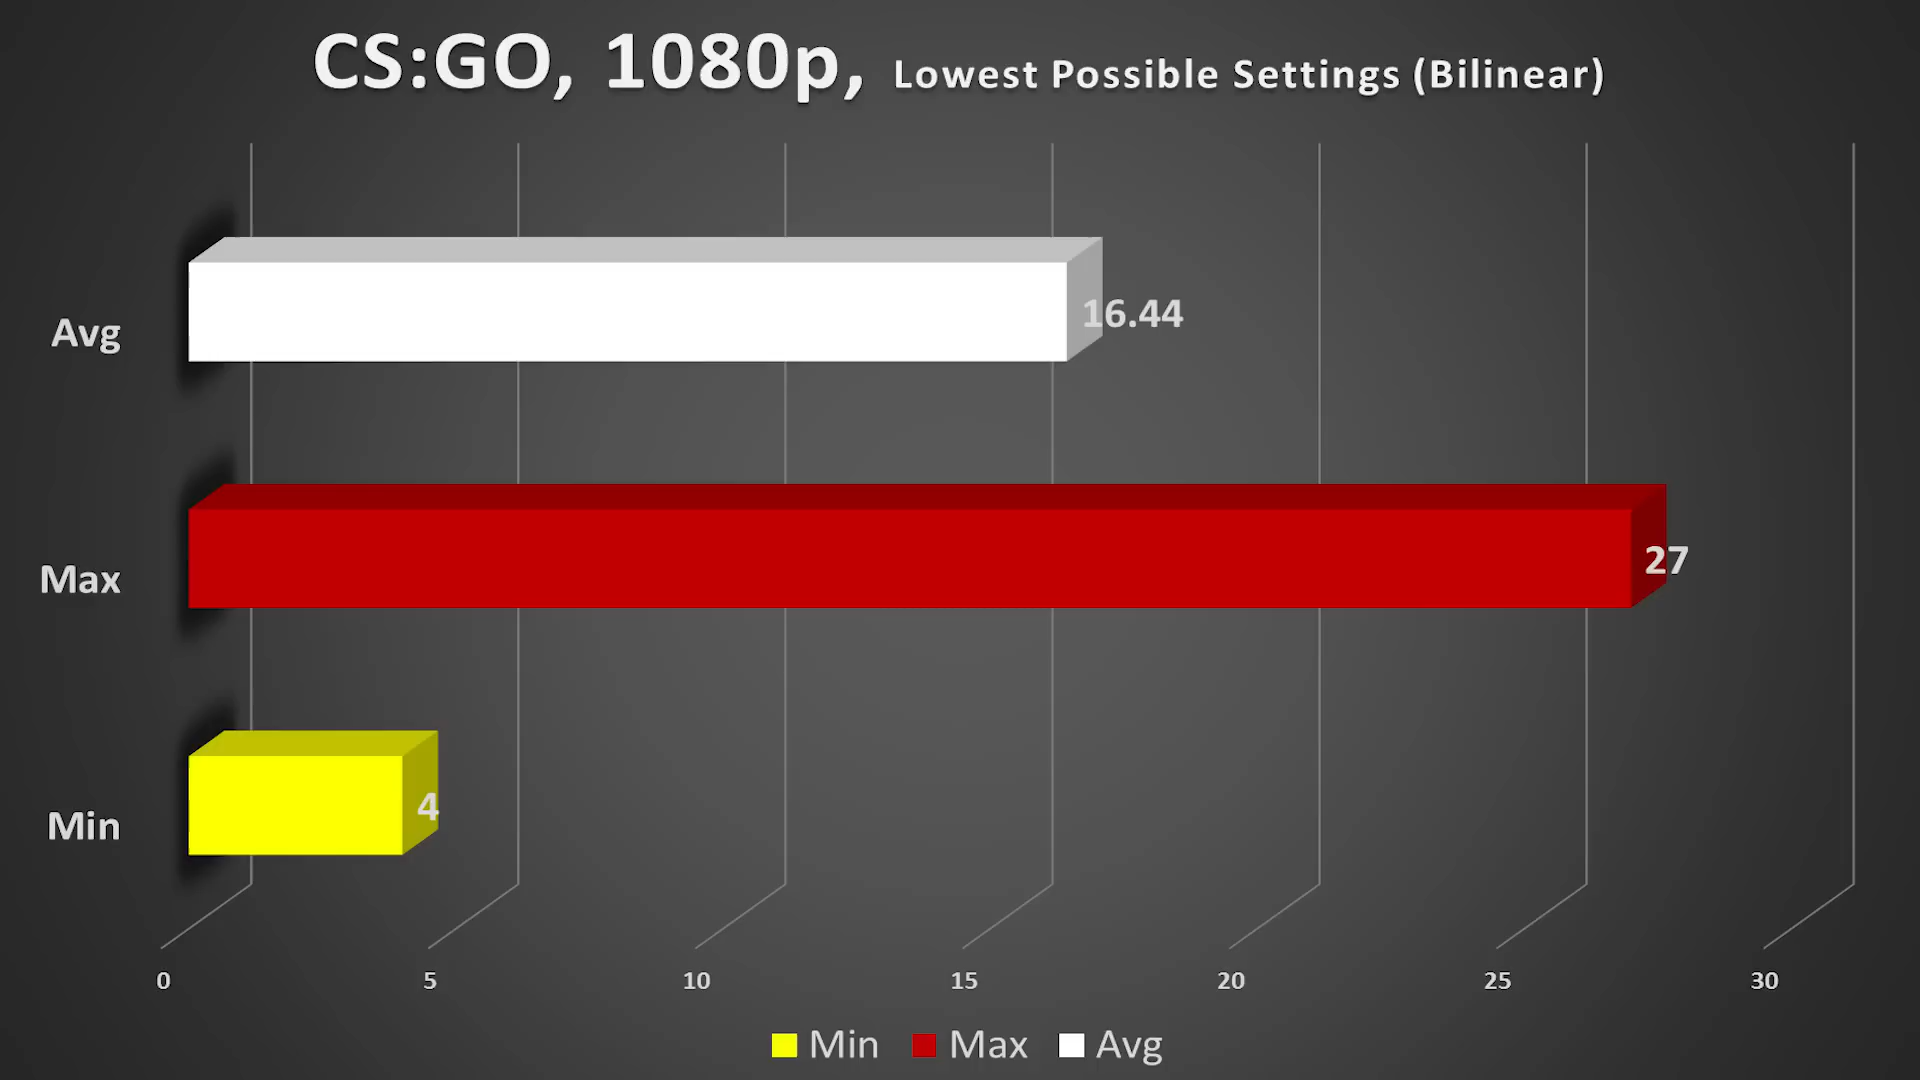 CS:GO, 1080p, Lowest Possible Settings (Bilinear)
Avg
16.44
Max
27
Min
4
0 5 10 15 20 25 30
Min Max Avg